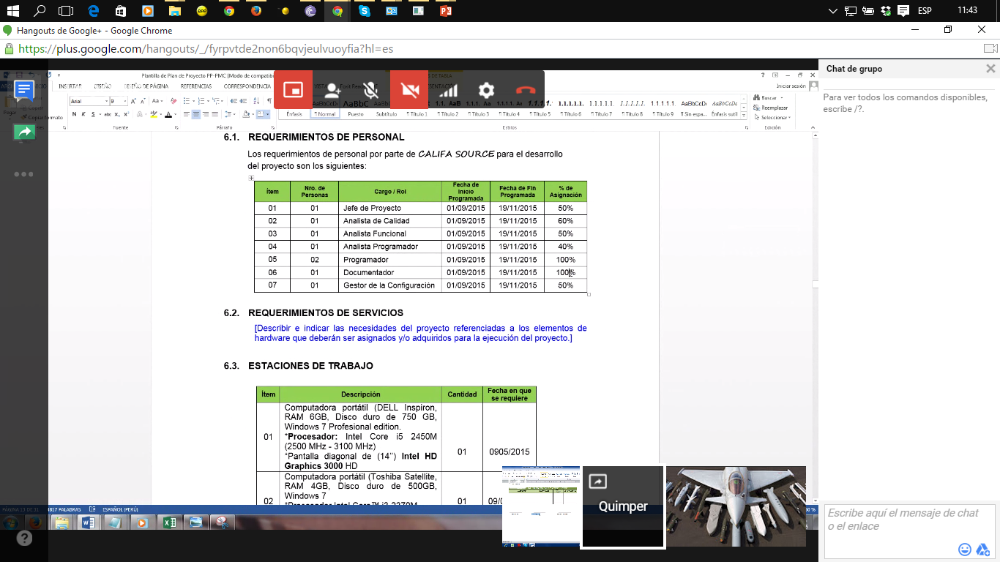 ESP
11:43
Hangouts de Google+ - Google Chrome
https://plus.google.com/hangouts/_/fyrpvtde2non6bqvjeulvuoyfia?hl=es
Plantilla de Plan de Proyecto PP-PMC [Modo de compatib
DE TABLA
Iniciar sesión
INSERTAR
DISEÑO
DISEÑO DE PÁGINA
REFERENCIAS
CORRESPONDENCIA
Pegar
Copiar
Copiar formato
Arial
9
N K S abc
Fuente
Párrafo
Énfasis
¶ Normal
Puesto
Subtítulo
¶ Título 1
¶ Título 2
¶ Título 3
¶ Título 4
¶ Título 5
¶ Título 6
¶ Título 7
¶ Título 8
¶ Título 9
¶ Sin espa...
Énfasis sutil
Estilos
Buscar
Reemplazar
Seleccionar
Edición
6.1. REQUERIMIENTOS DE PERSONAL
Los requerimientos de personal por parte de CALIFA SOURCE para el desarrollo
del proyecto son los siguientes:
Ítem Nro. de Personas Cargo / Rol Fecha de Inicio Programada Fecha de Fin Programada % de Asignación
01 01 Jefe de Proyecto 01/09/2015 19/11/2015 50%
02 01 Analista de Calidad 01/09/2015 19/11/2015 60%
03 01 Analista Funcional 01/09/2015 19/11/2015 50%
04 01 Analista Programador 01/09/2015 19/11/2015 40%
05 02 Programador 01/09/2015 19/11/2015 100%
06 01 Documentador 01/09/2015 19/11/2015 100%
07 01 Gestor de la Configuración 01/09/2015 19/11/2015 50%
6.2. REQUERIMIENTOS DE SERVICIOS
[Describir e indicar las necesidades del proyecto referenciadas a los elementos de
hardware que deberán ser asignados y/o adquiridos para la ejecución del proyecto.]
6.3. ESTACIONES DE TRABAJO
Ítem Descripción Cantidad Fecha en que se requiere
Computadora portátil (DELL Inspiron,
RAM 6GB, Disco duro de 750 GB,
Windows 7 Profesional edition.
01 *Procesador: Intel Core i5 2450M
(2500 MHz - 3100 MHz)
01 0905/2015
*Pantalla diagonal de (14") Intel HD
Graphics 3000 HD
Computadora portátil (Toshiba Satellite,
RAM 4GB, Disco duro de 500GB,
Windows 7
02 *Procesador Intel Core™ i3-2370M
01
PÁGINA 13 DE 31
ESPAÑOL (PERÚ)
Quimper
Chat de grupo
Para ver todos los comandos disponibles,
escribe /?.
Escribe aquí el mensaje de chat
o el enlace